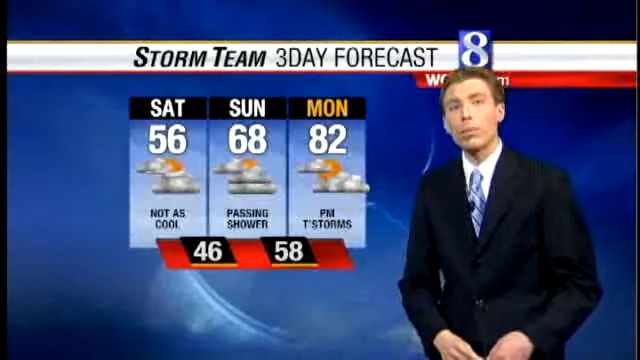 STORM TEAM 3DAY FORECAST 8
SAT SUN MON
56 68 82
NOT AS COOL
PASSING SHOWER
PM T'STORMS
46 58